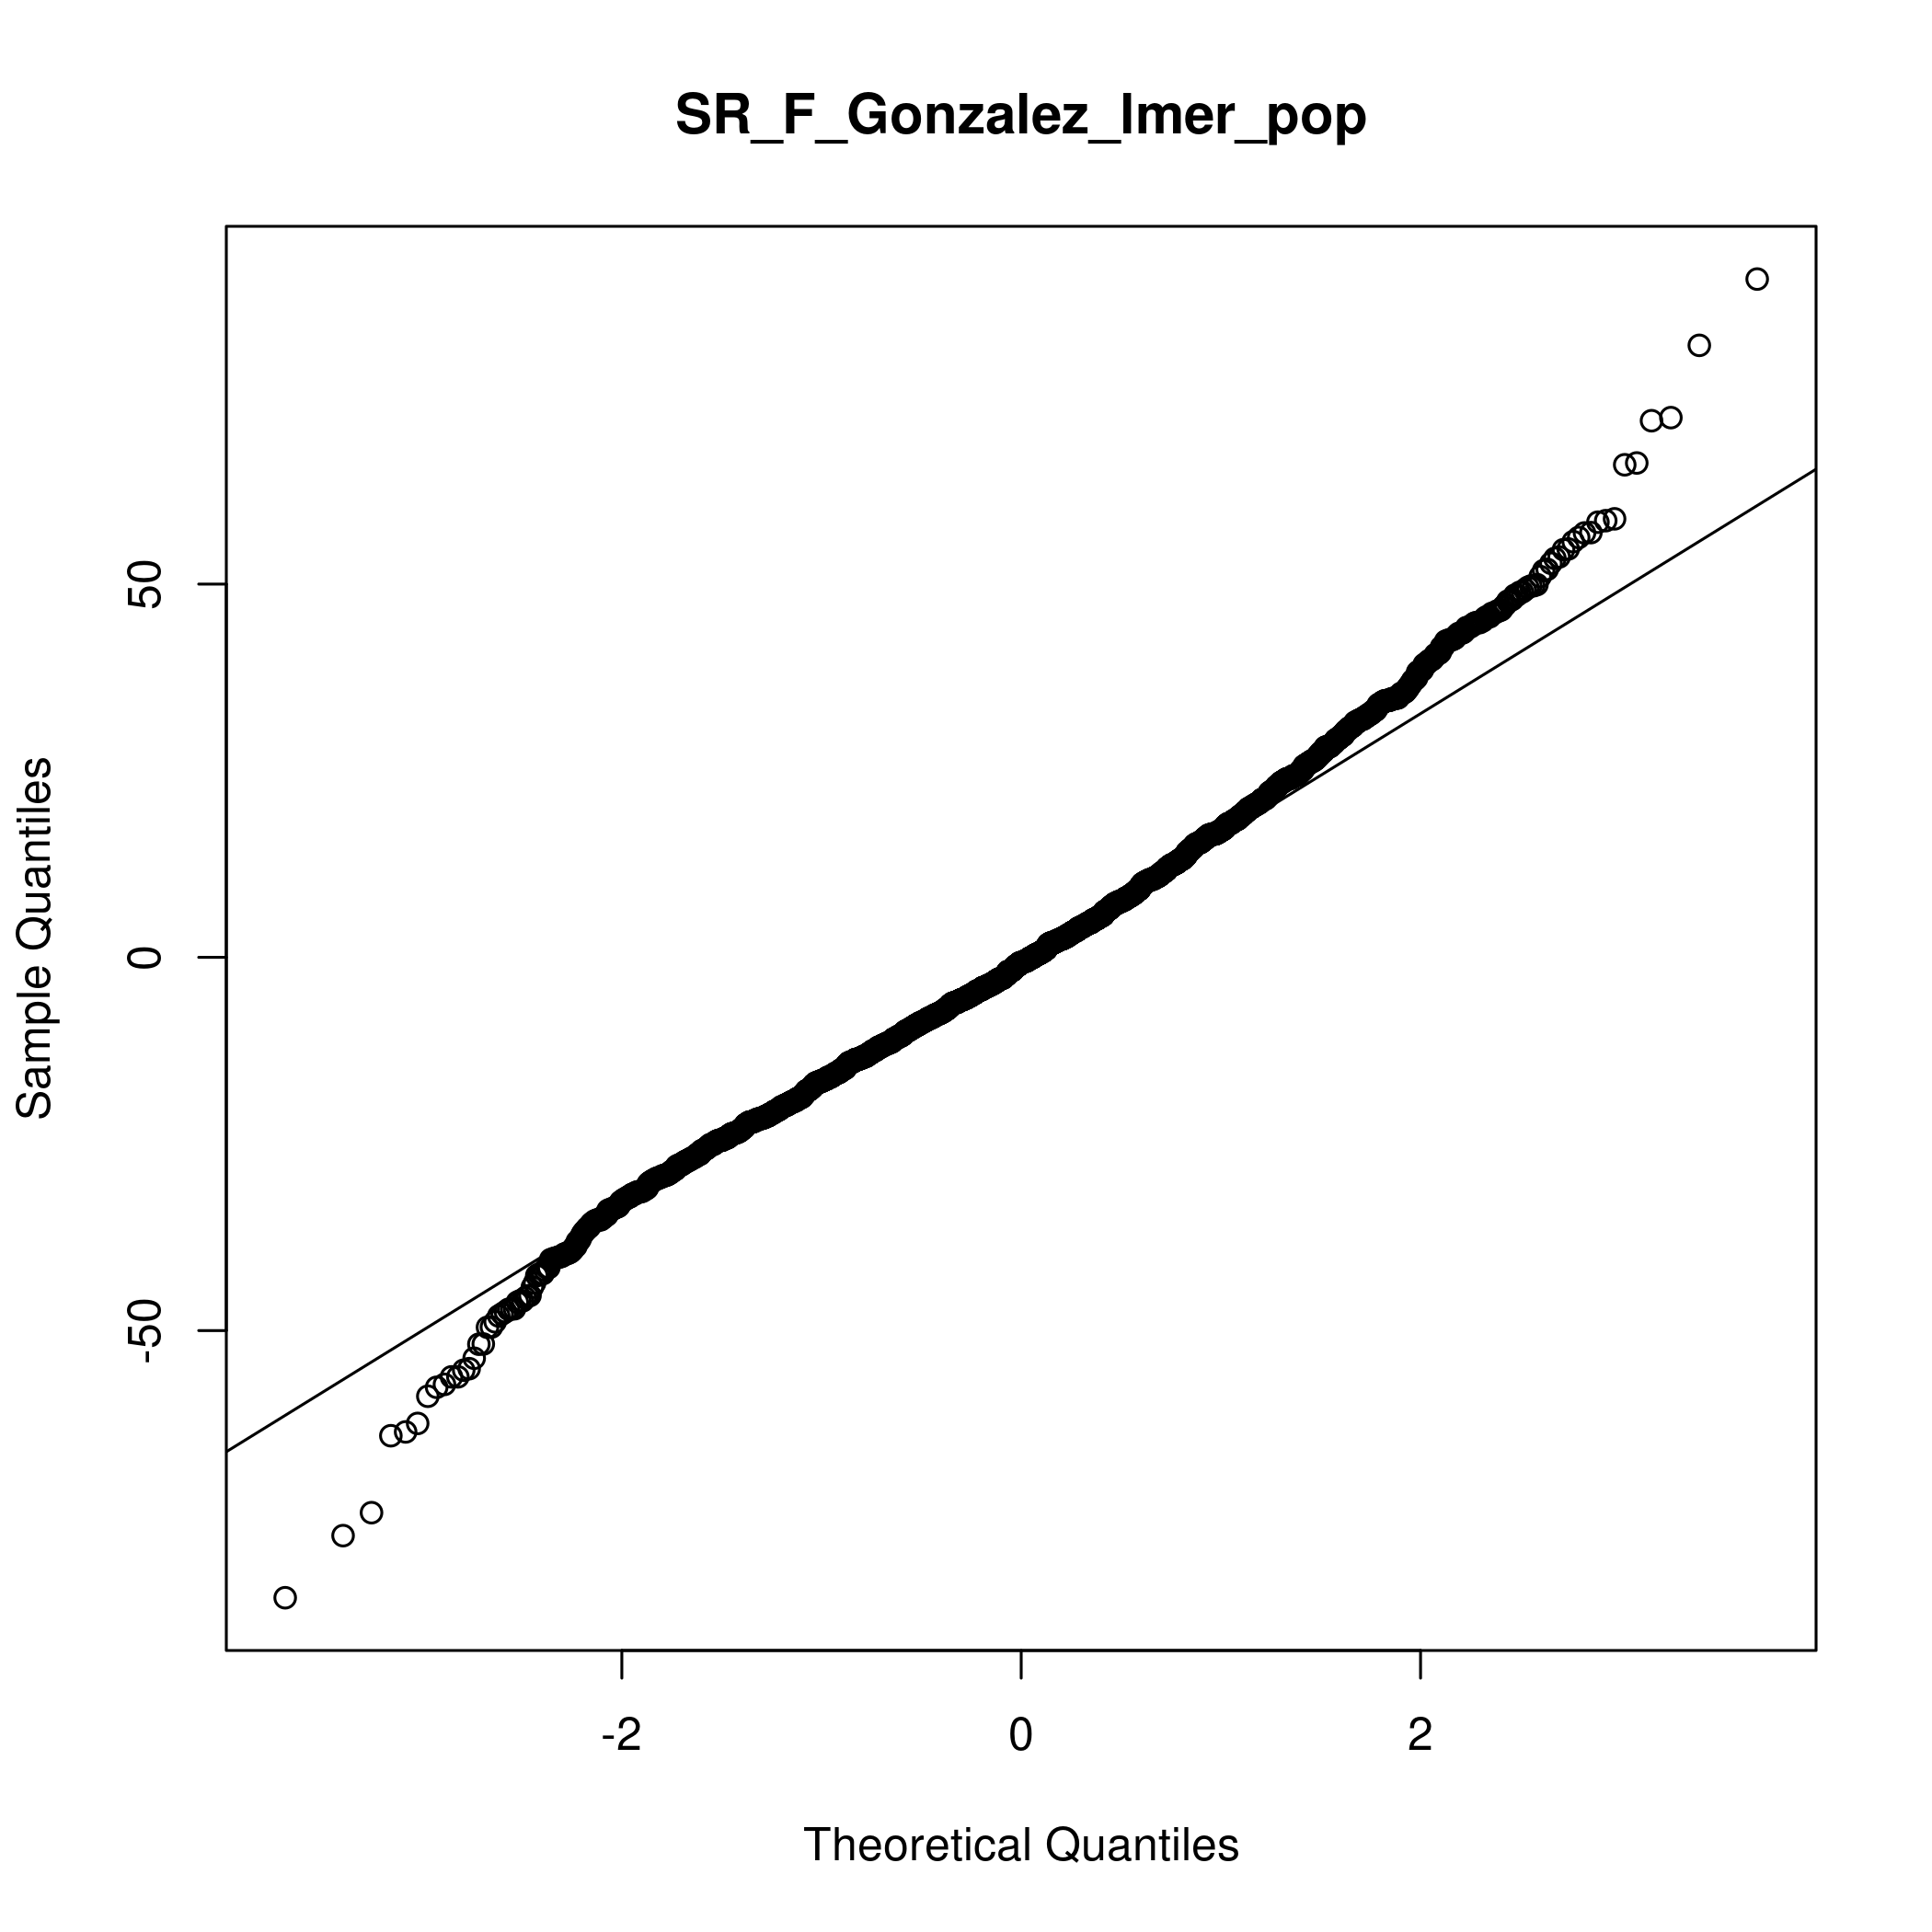 SR_F_Gonzalez_lmer_pop
Sample Quantiles
50
0
-50
-2 0 2
Theoretical Quantiles